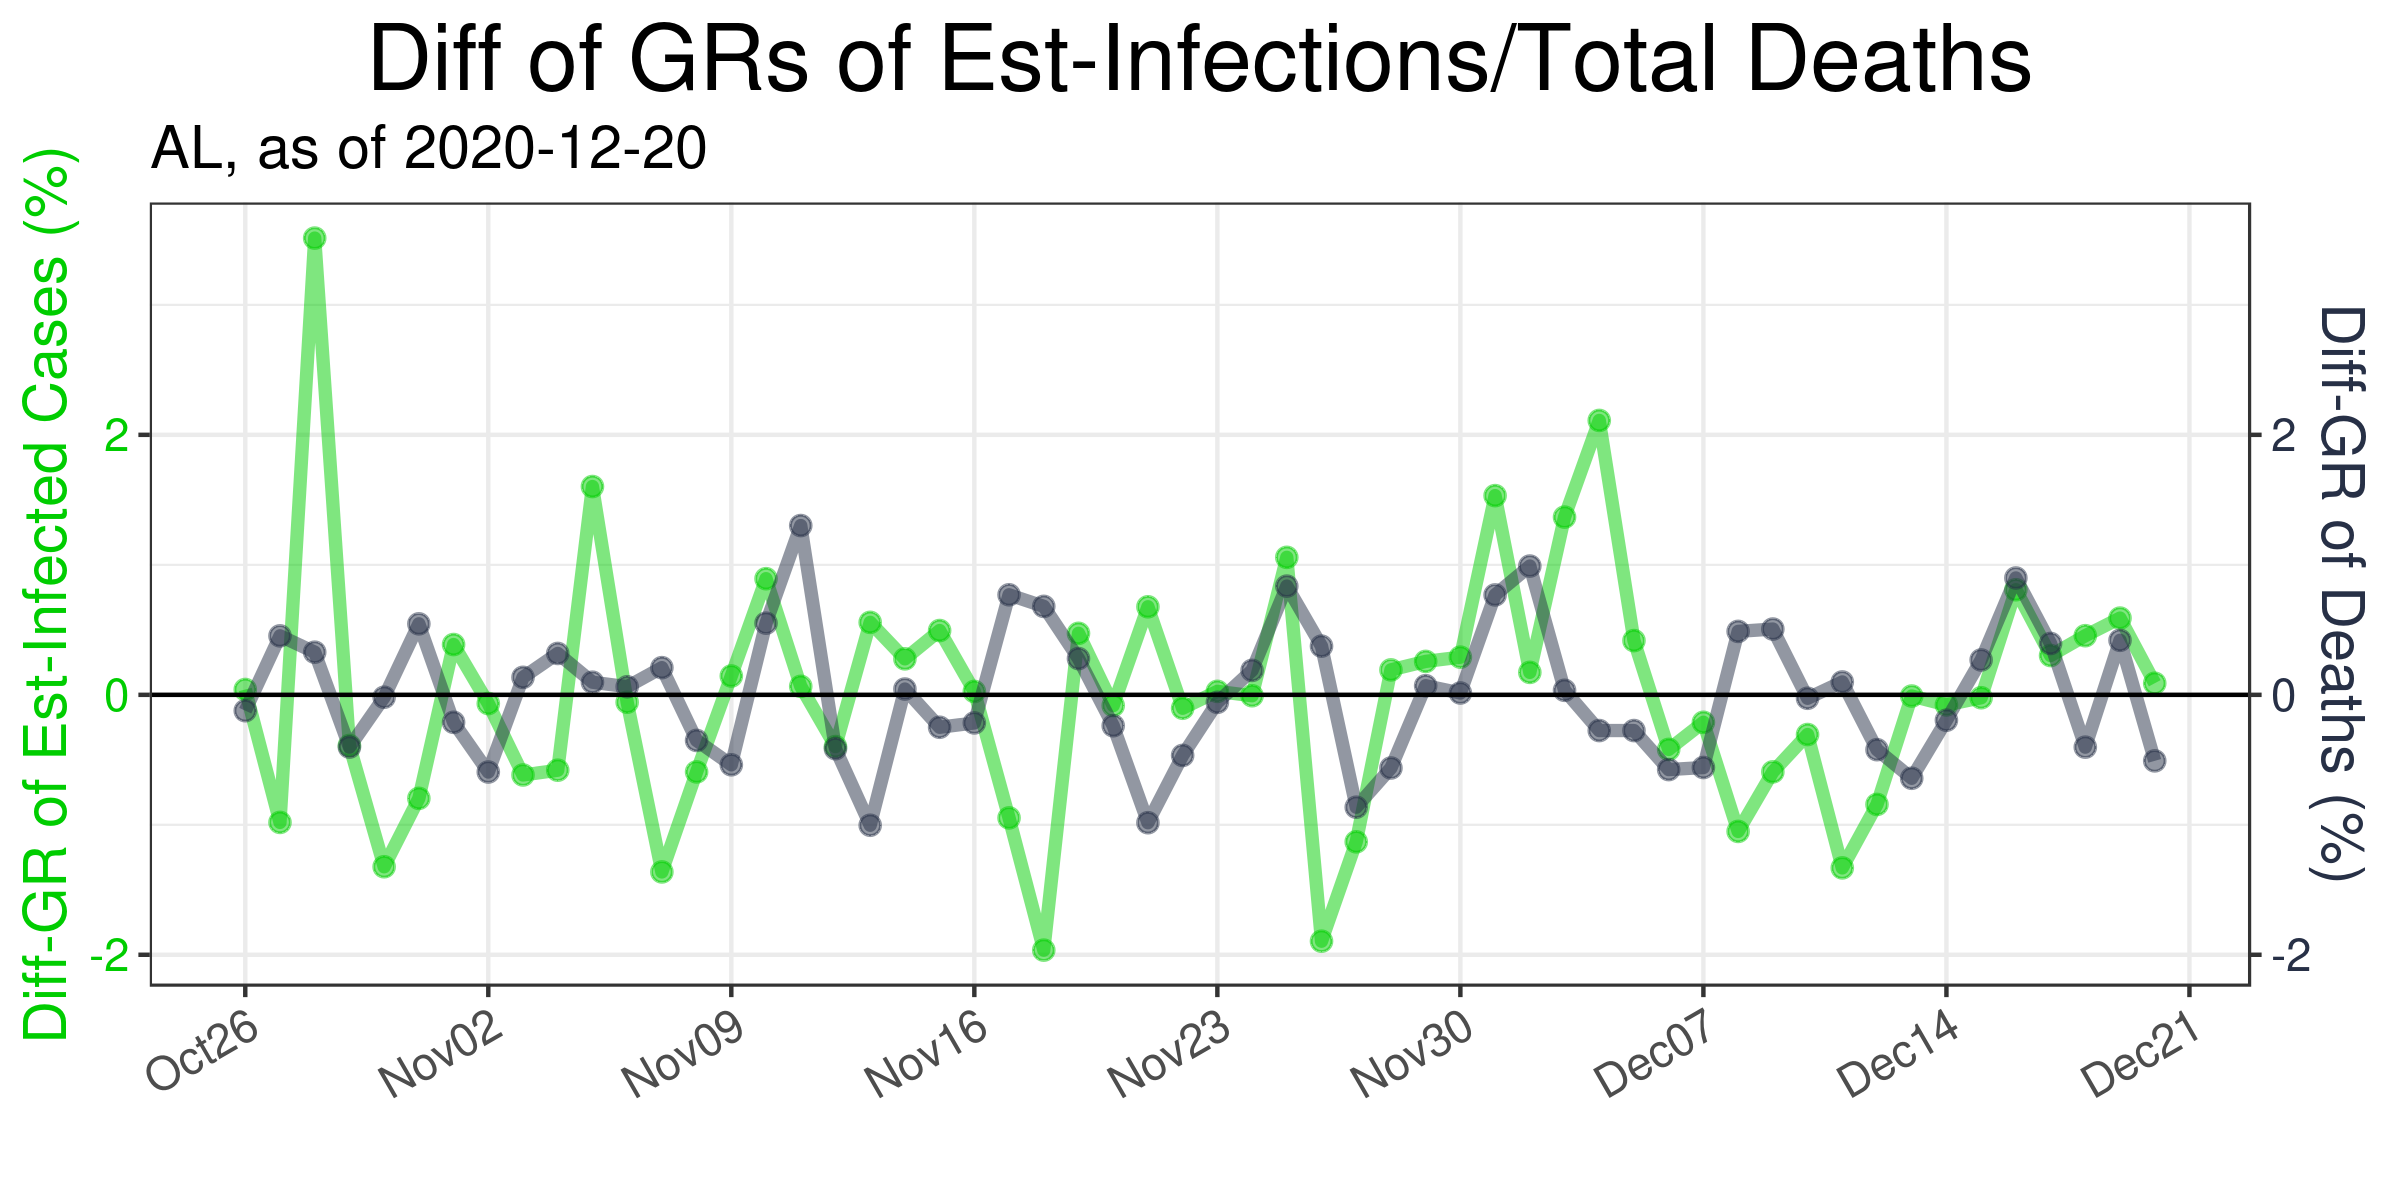 Diff of GRs of Est-Infections/Total Deaths
AL, as of 2020-12-20
Diff-GR of Est-Infected Cases (%)
2
0
-2
2
0
-2
Diff-GR of Deaths (%)
Oct26
Nov02
Nov09
Nov16
Nov23
Nov30
Dec07
Dec14
Dec21